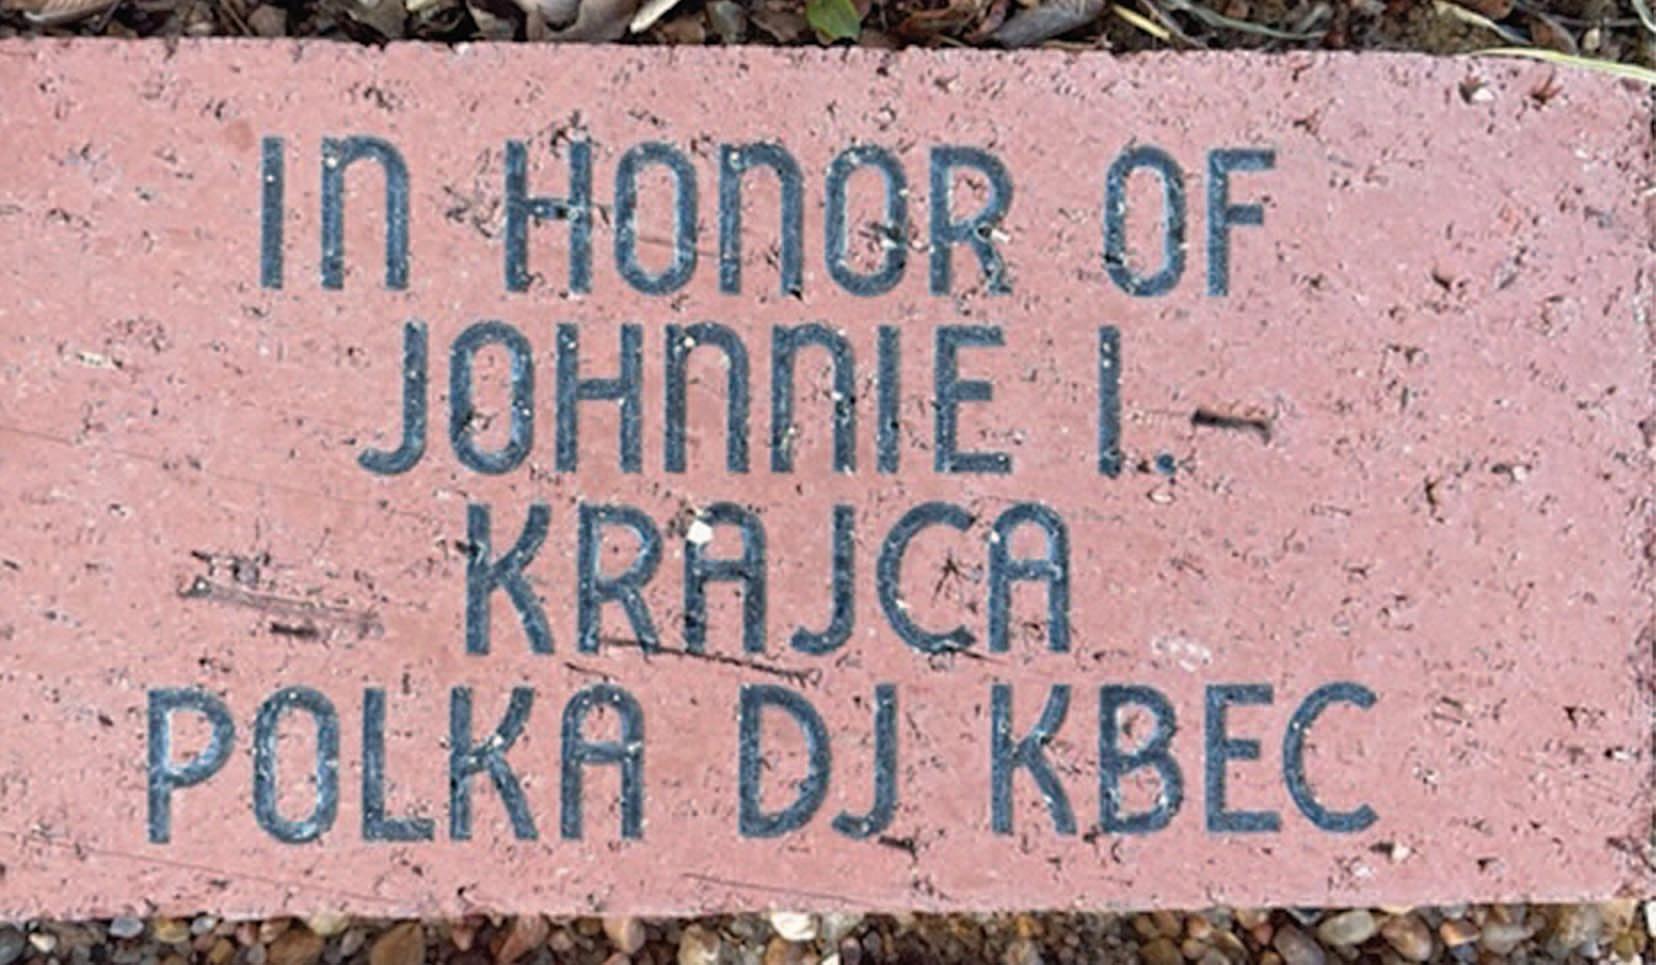 IN HONOR OF
JOHNNIE I.
KRAJCA
POLKA DJ KBEC